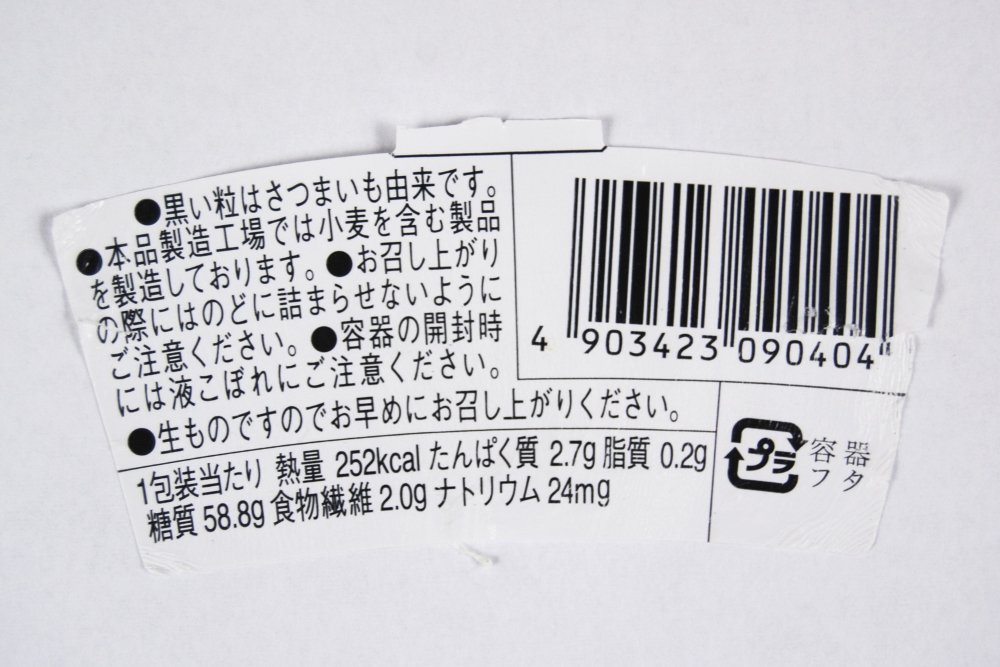 ●黒い粒はさつまいも由来です。
●本品製造工場では小麦を含む製品
を製造しております。●お召し上がり
の際にはのどに詰まらせないように
ご注意ください。●容器の開封時
には液こぼれにご注意ください。
●生ものですのでお早めにお召し上がりください。
1包装当たり 熱量 252kcal たんぱく質 2.7g 脂質 0.2g
糖質 58.8g 食物繊維 2.0g ナトリウム 24mg
4 903423 090404
プラ
容器
フタ